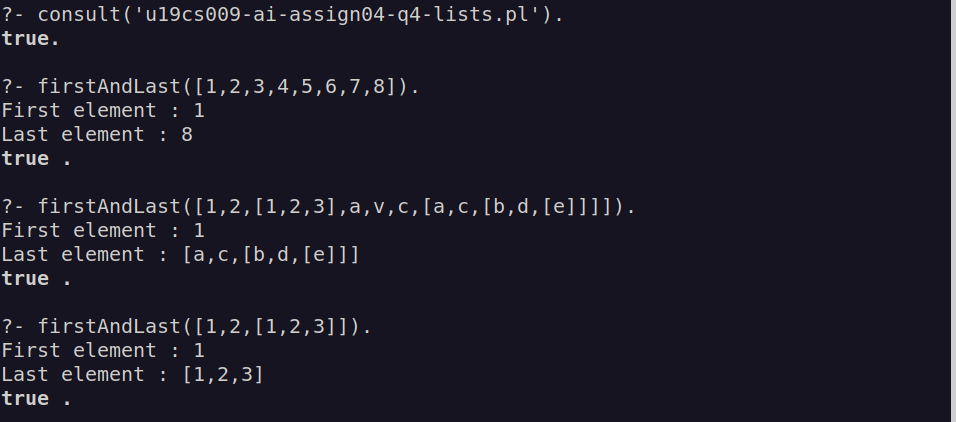 ?- consult('u19cs009-ai-assign04-q4-lists.pl').
true.
?- firstAndLast([1,2,3,4,5,6,7,8]).
First element : 1
Last element : 8
true .
?- firstAndLast([1,2,[1,2,3],a,v,c,[a,c,[b,d,[e]]]]).
First element : 1
Last element : [a,c,[b,d,[e]]]
true .
?- firstAndLast([1,2,[1,2,3]]).
First element : 1
Last element : [1,2,3]
true .